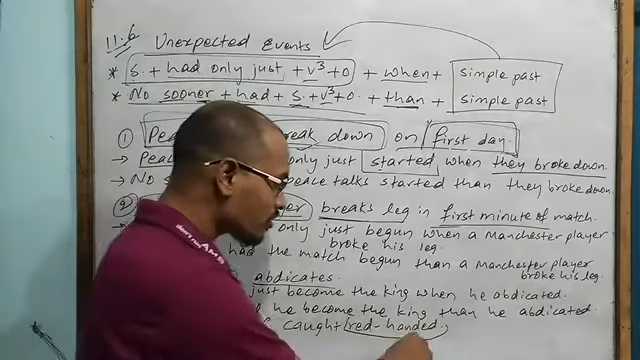 11.6 Unexpected Events
* S. + had only just + v³+O + when + simple past
* No sooner + had + S. + v³+O. + than + simple past
① Pea break down on first day.
→ Peace only just started when they broke down.
→ No s peace talks started than they broke down
② er breaks leg in first minute of match.
only just begun when a Manchester player broke his leg.
had the match begun than a Manchester player broke his leg.
abdicates.
just become the king when he abdicated.
he become the king than he abdicated.
caught red-handed.